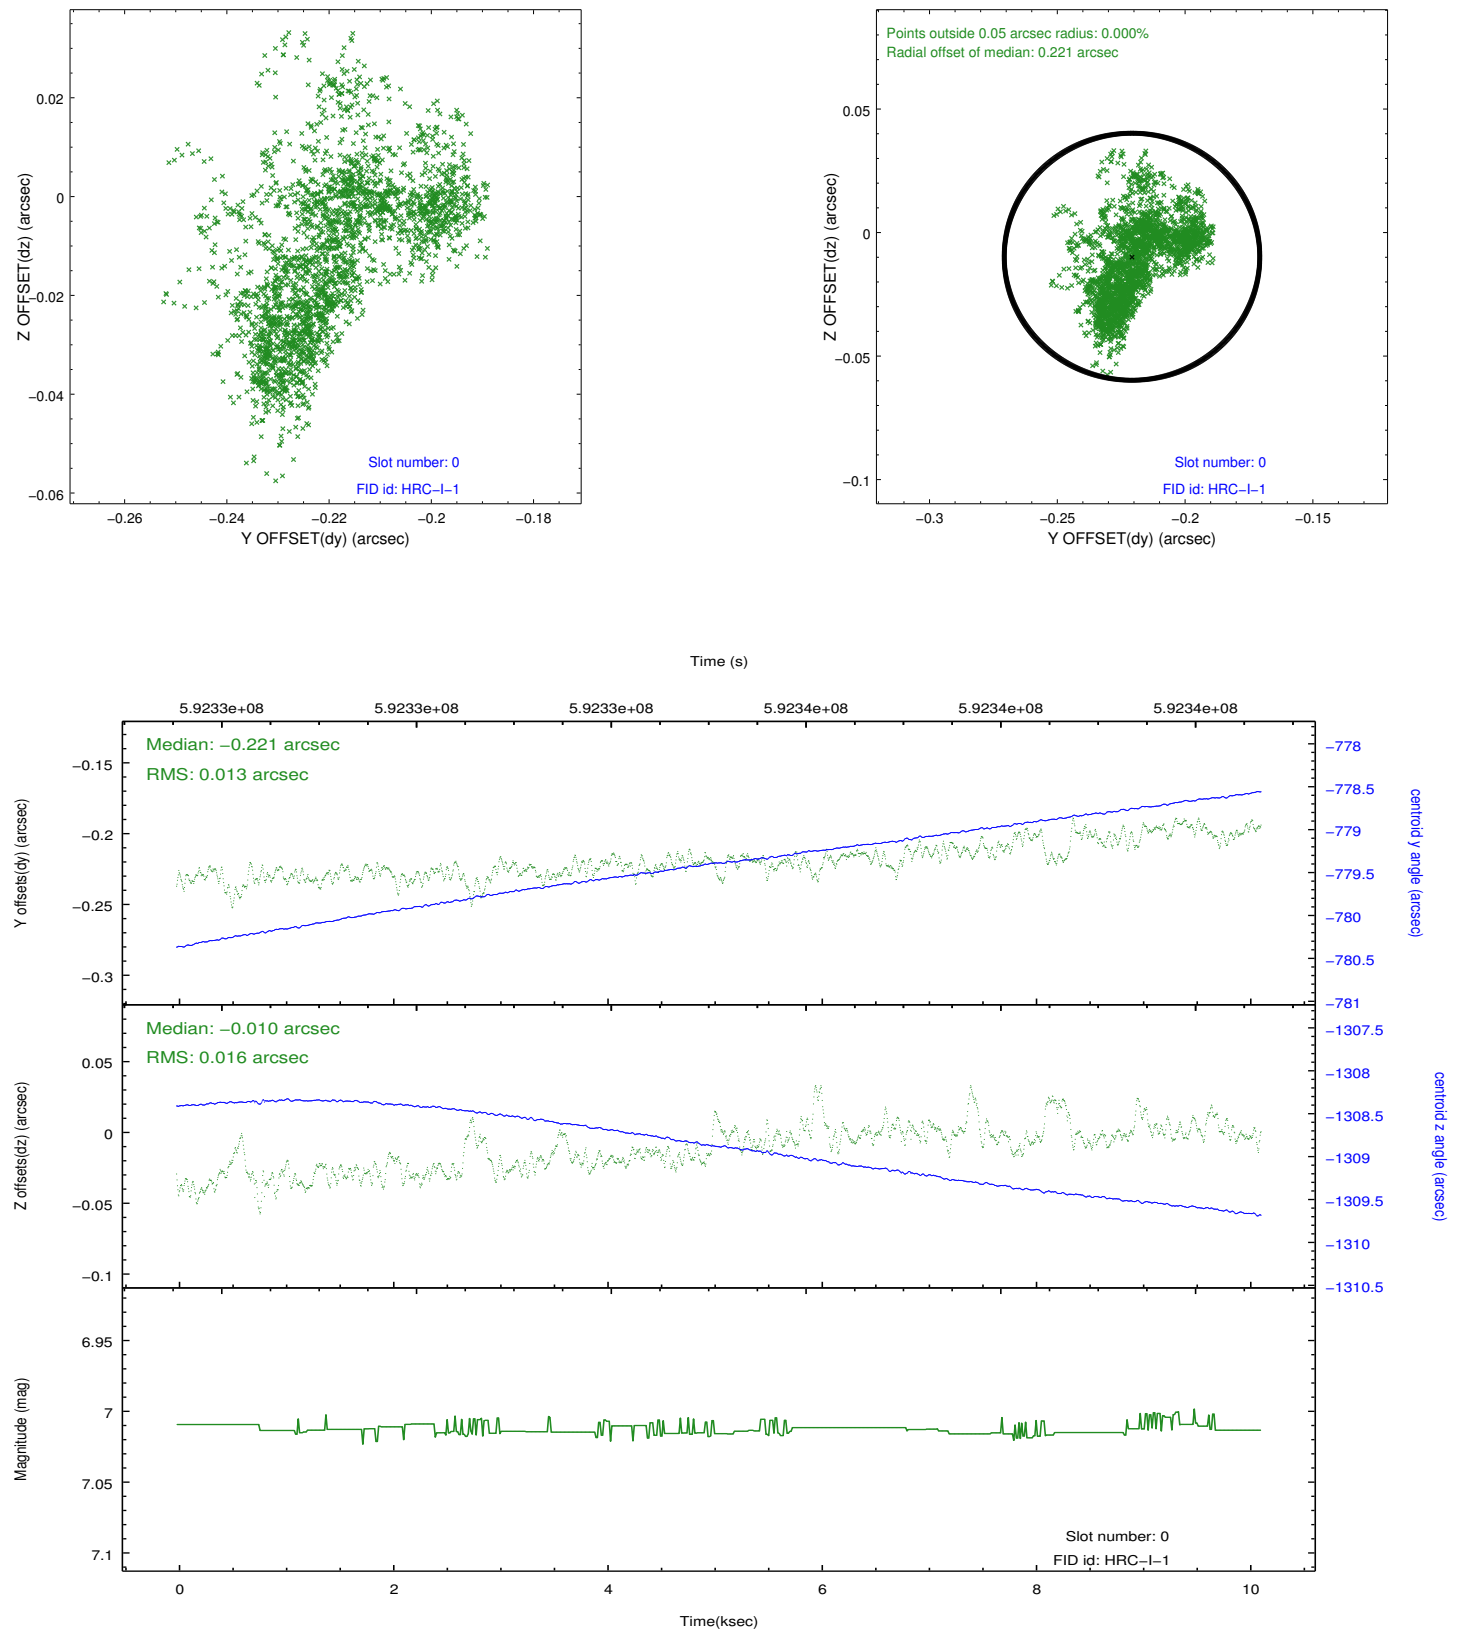 0.02
0
−0.02
−0.04
−0.06
Z OFFSET(dz) (arcsec)
−0.26
−0.24
−0.22
−0.2
−0.18
Y OFFSET(dy) (arcsec)
Slot number: 0
FID id: HRC−I−1
Points outside 0.05 arcsec radius: 0.000%
Radial offset of median: 0.221 arcsec
0.05
0
−0.05
−0.1
Z OFFSET(dz) (arcsec)
−0.3
−0.25
−0.2
−0.15
Y OFFSET(dy) (arcsec)
Slot number: 0
FID id: HRC−I−1
Time (s)
5.9233e+08
5.9233e+08
5.9233e+08
5.9234e+08
5.9234e+08
5.9234e+08
Median: −0.221 arcsec
RMS: 0.013 arcsec
−0.15
−0.2
−0.25
−0.3
Y offsets(dy) (arcsec)
−778
−778.5
−779
−779.5
−780
−780.5
−781
centroid y angle (arcsec)
Median: −0.010 arcsec
RMS: 0.016 arcsec
0.05
0
−0.05
−0.1
Z offsets(dz) (arcsec)
−1307.5
−1308
−1308.5
−1309
−1309.5
−1310
−1310.5
centroid z angle (arcsec)
6.95
7
7.05
7.1
Magnitude (mag)
Slot number: 0
FID id: HRC−I−1
0
2
4
6
8
10
Time(ksec)